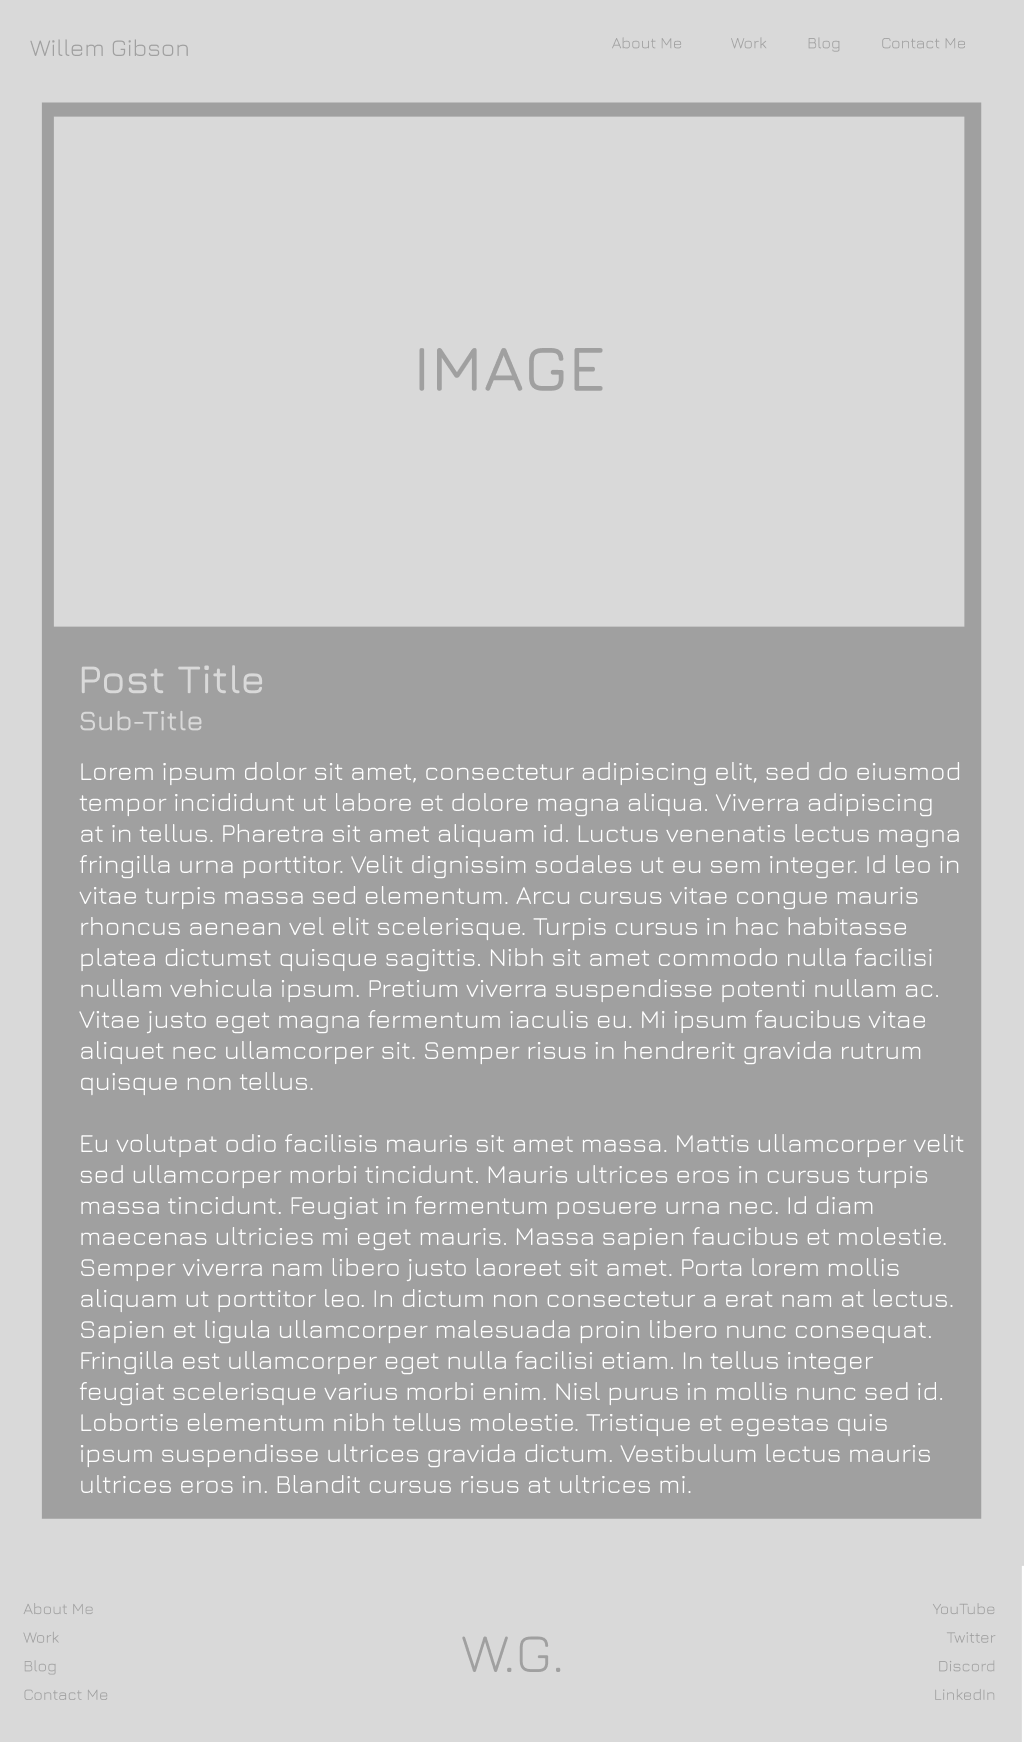 Willem Gibson
About Me Work Blog Contact Me
IMAGE
Post Title
Sub-Title
Lorem ipsum dolor sit amet, consectetur adipiscing elit, sed do eiusmod
tempor incididunt ut labore et dolore magna aliqua. Viverra adipiscing
at in tellus. Pharetra sit amet aliquam id. Luctus venenatis lectus magna
fringilla urna porttitor. Velit dignissim sodales ut eu sem integer. Id leo in
vitae turpis massa sed elementum. Arcu cursus vitae congue mauris
rhoncus aenean vel elit scelerisque. Turpis cursus in hac habitasse
platea dictumst quisque sagittis. Nibh sit amet commodo nulla facilisi
nullam vehicula ipsum. Pretium viverra suspendisse potenti nullam ac.
Vitae justo eget magna fermentum iaculis eu. Mi ipsum faucibus vitae
aliquet nec ullamcorper sit. Semper risus in hendrerit gravida rutrum
quisque non tellus.
Eu volutpat odio facilisis mauris sit amet massa. Mattis ullamcorper velit
sed ullamcorper morbi tincidunt. Mauris ultrices eros in cursus turpis
massa tincidunt. Feugiat in fermentum posuere urna nec. Id diam
maecenas ultricies mi eget mauris. Massa sapien faucibus et molestie.
Semper viverra nam libero justo laoreet sit amet. Porta lorem mollis
aliquam ut porttitor leo. In dictum non consectetur a erat nam at lectus.
Sapien et ligula ullamcorper malesuada proin libero nunc consequat.
Fringilla est ullamcorper eget nulla facilisi etiam. In tellus integer
feugiat scelerisque varius morbi enim. Nisl purus in mollis nunc sed id.
Lobortis elementum nibh tellus molestie. Tristique et egestas quis
ipsum suspendisse ultrices gravida dictum. Vestibulum lectus mauris
ultrices eros in. Blandit cursus risus at ultrices mi.
About Me
Work
Blog
Contact Me
W.G.
YouTube
Twitter
Discord
LinkedIn